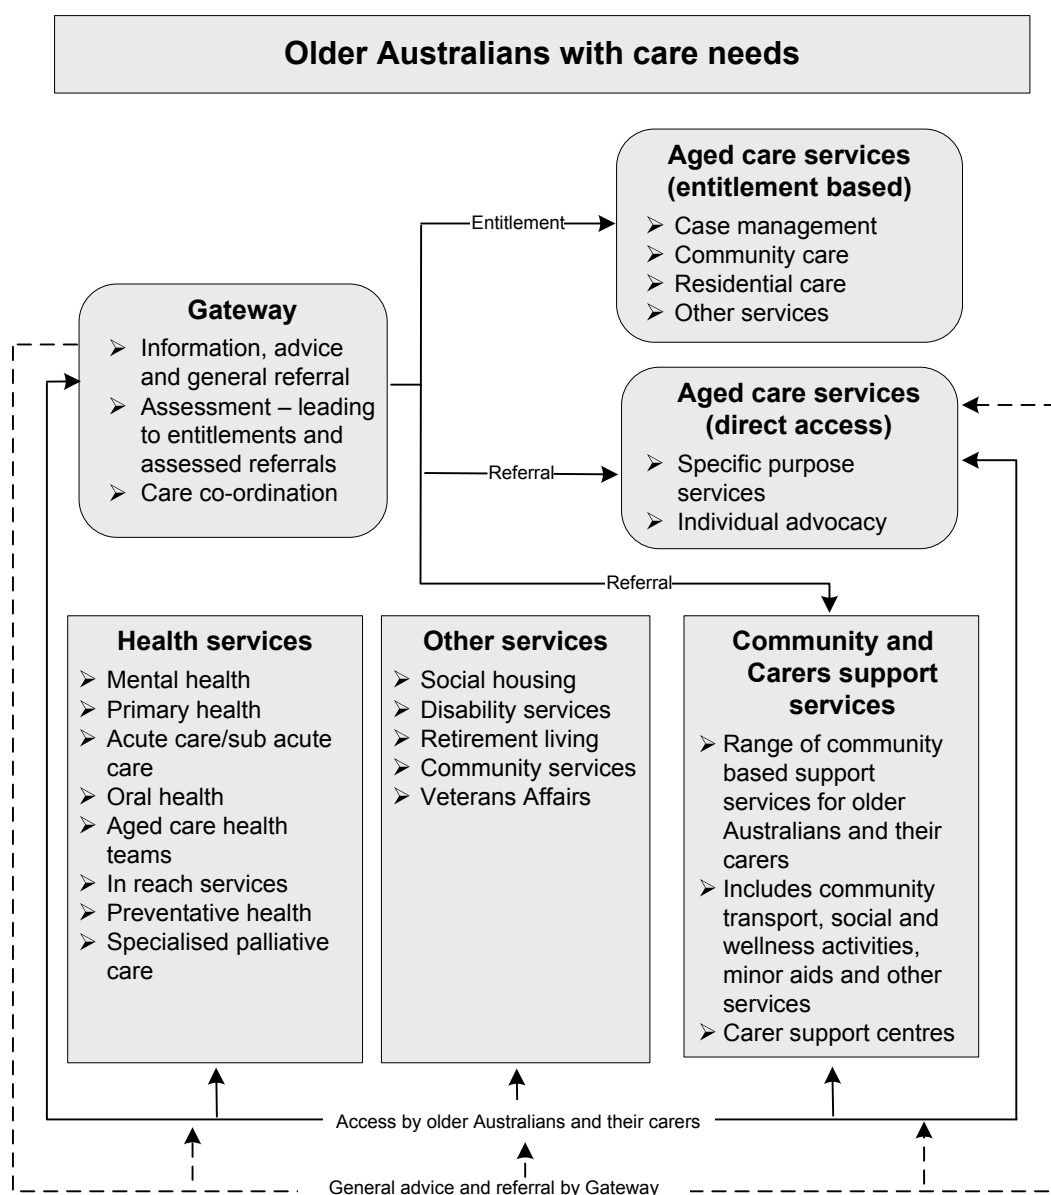 Older Australians with care needs
Aged care services
(entitlement based)
➢ Case management
➢ Community care
➢ Residential care
➢ Other services
Entitlement
Gateway
➢ Information, advice
and general referral
➢ Assessment – leading
to entitlements and
assessed referrals
➢ Care co-ordination
Aged care services
(direct access)
➢ Specific purpose
services
➢ Individual advocacy
Referral
Referral
Health services
➢ Mental health
➢ Primary health
➢ Acute care/sub acute
care
➢ Oral health
➢ Aged care health
teams
➢ In reach services
➢ Preventative health
➢ Specialised palliative
care
Other services
➢ Social housing
➢ Disability services
➢ Retirement living
➢ Community services
➢ Veterans Affairs
Community and
Carers support
services
➢ Range of community
based support
services for older
Australians and their
carers
➢ Includes community
transport, social and
wellness activities,
minor aids and other
services
➢ Carer support centres
Access by older Australians and their carers
General advice and referral by Gateway